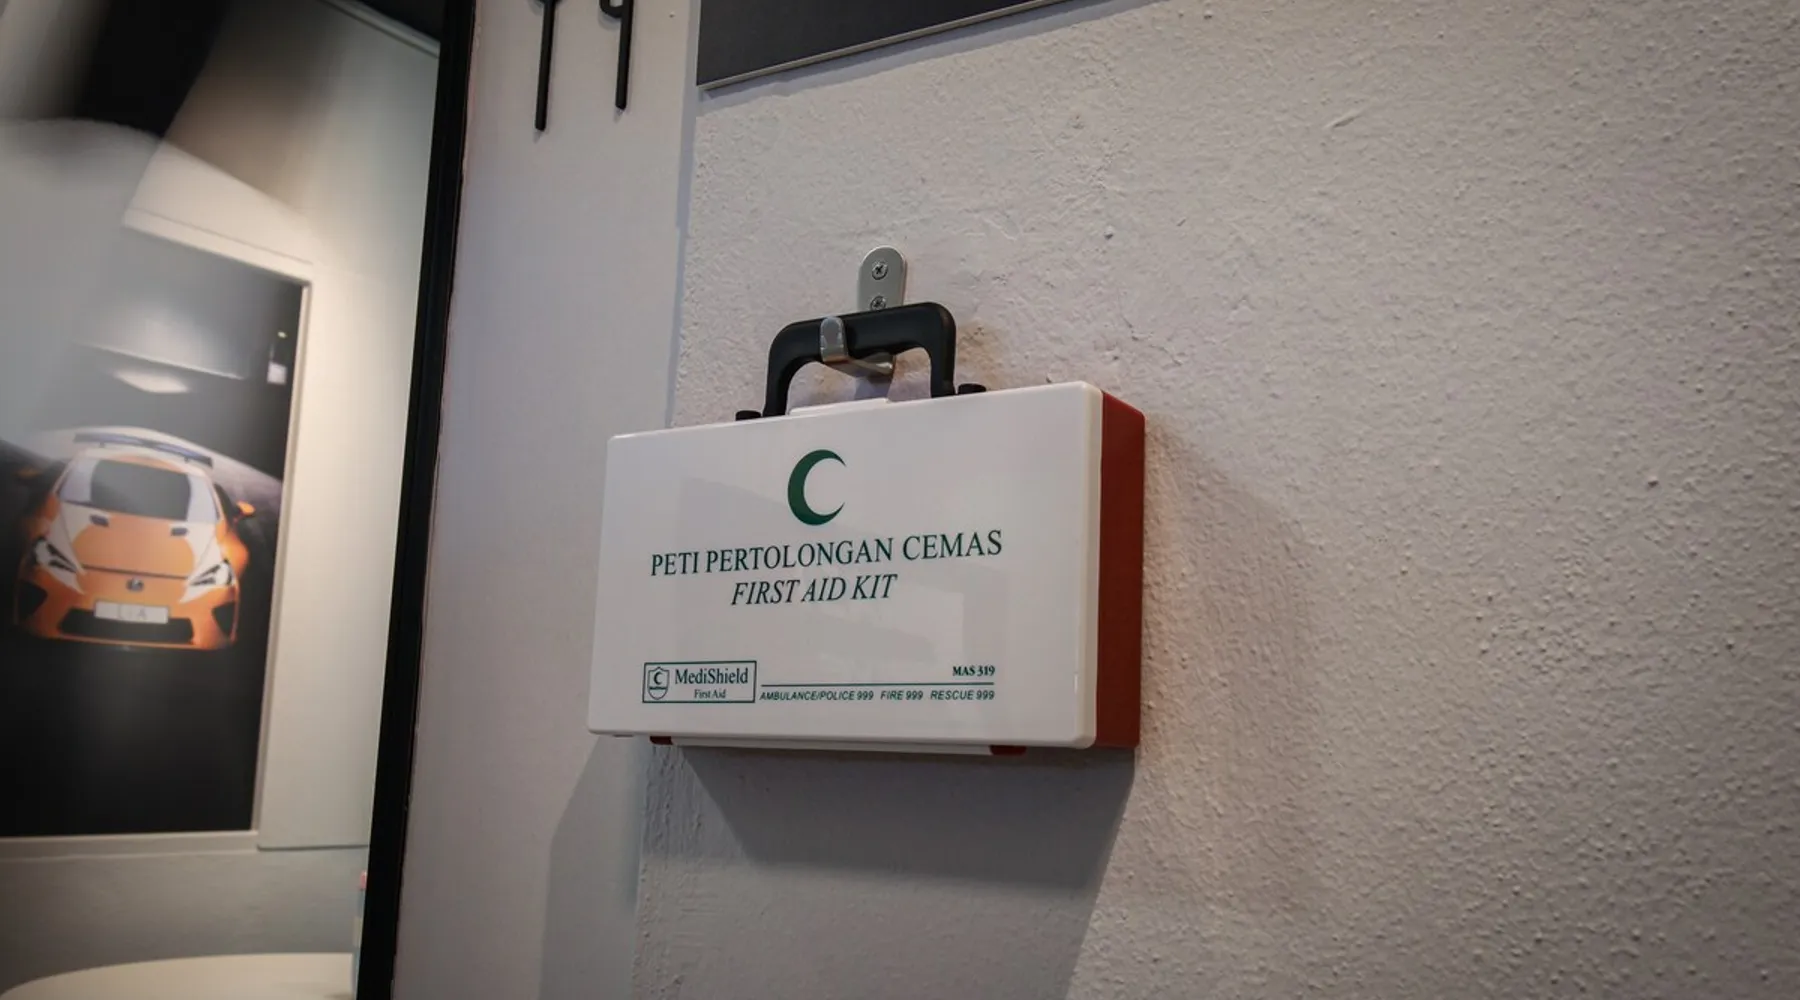 PETI PERTOLONGAN CEMAS
FIRST AID KIT
MediShield
First Aid
MAS 319
AMBULANCE/POLICE 999 FIRE 999 RESCUE 999